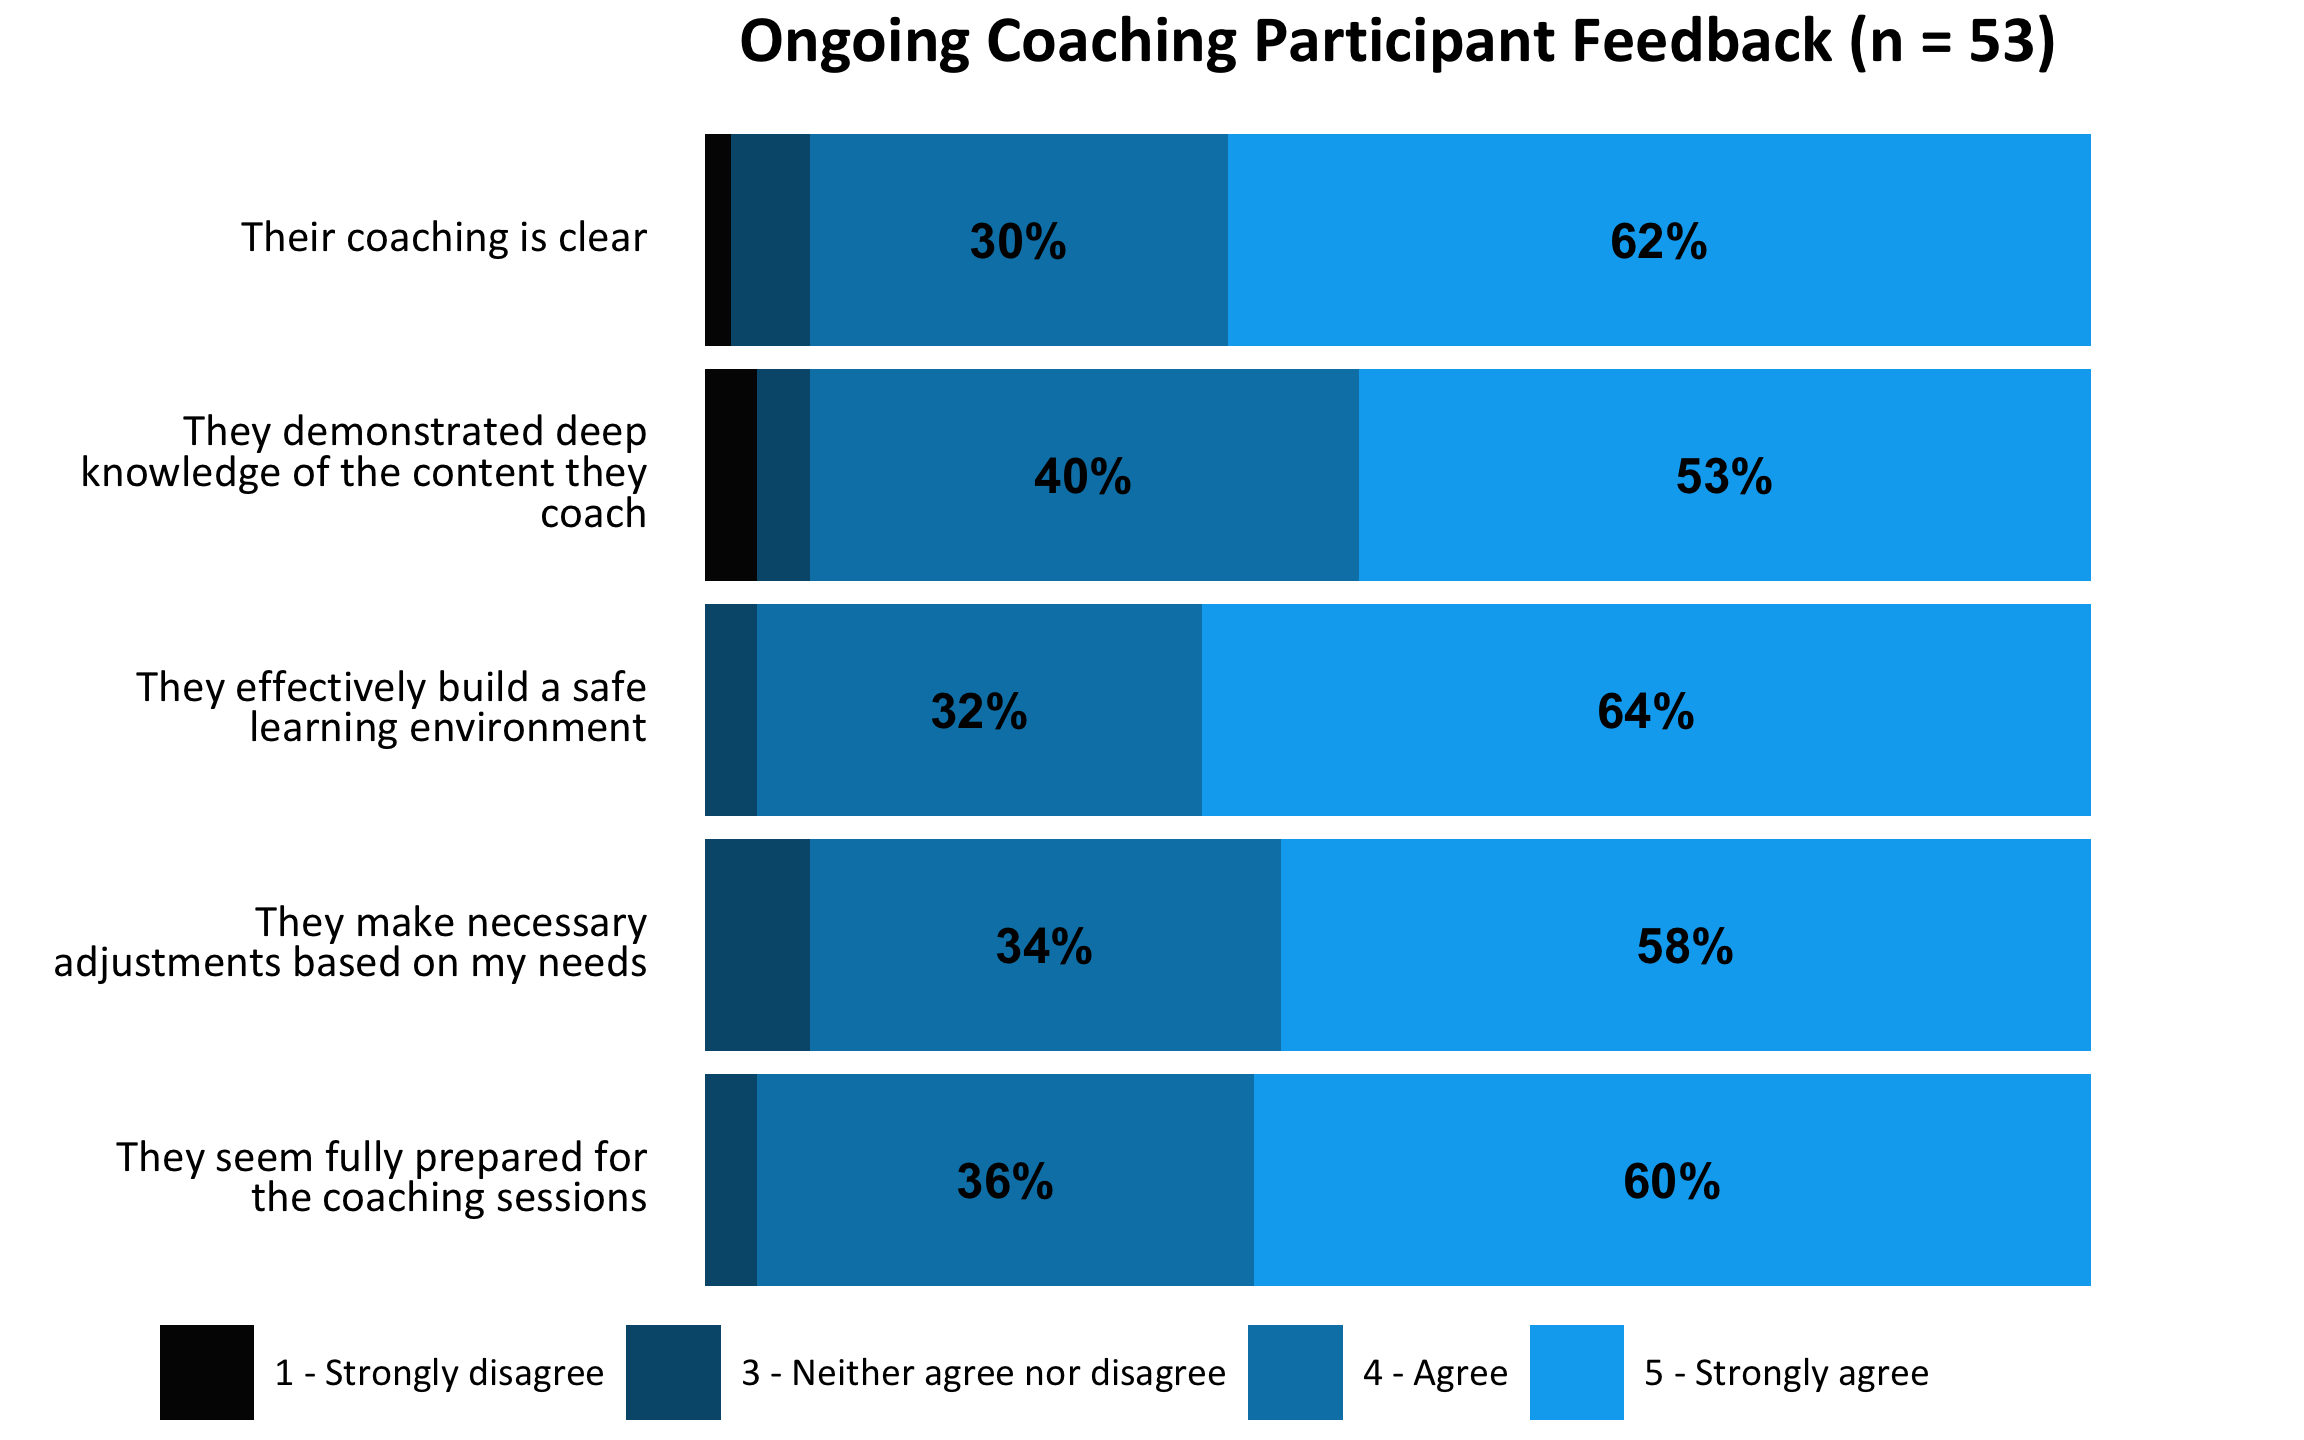 Ongoing Coaching Participant Feedback (n = 53)
Their coaching is clear
30%
62%
They demonstrated deep
knowledge of the content they
coach
40%
53%
They effectively build a safe
learning environment
32%
64%
They make necessary
adjustments based on my needs
34%
58%
They seem fully prepared for
the coaching sessions
36%
60%
1 - Strongly disagree
3 - Neither agree nor disagree
4 - Agree
5 - Strongly agree